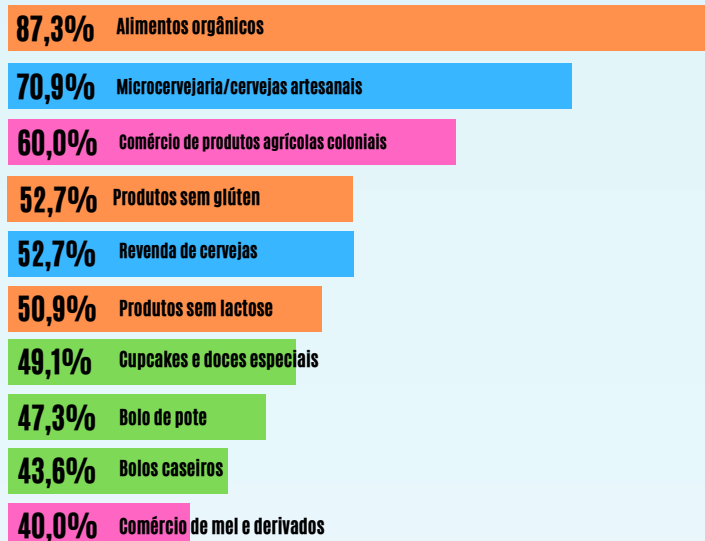 87,3% Alimentos orgânicos
70,9% Microcervejaria/cervejas artesanais
60,0% Comércio de produtos agrícolas coloniais
52,7% Produtos sem glúten
52,7% Revenda de cervejas
50,9% Produtos sem lactose
49,1% Cupcakes e doces especiais
47,3% Bolo de pote
43,6% Bolos caseiros
40,0% Comércio de mel e derivados